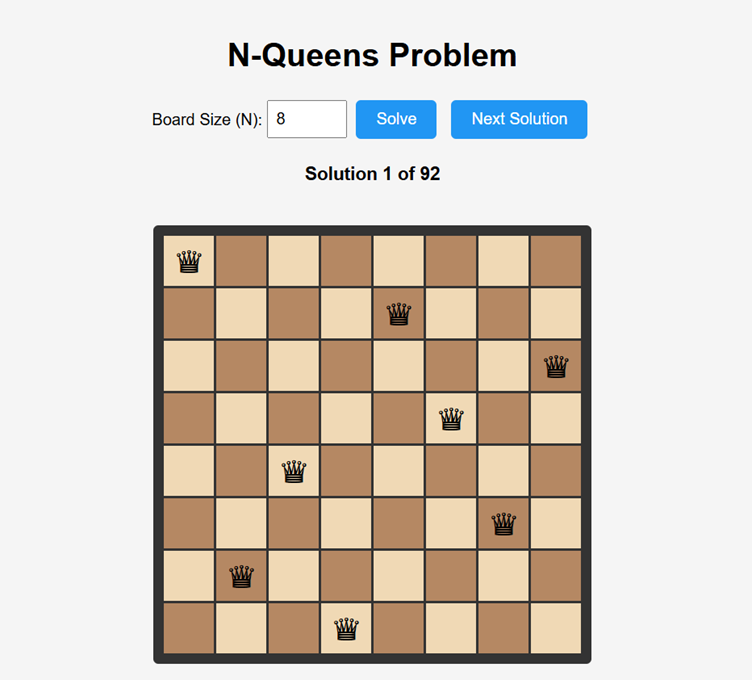 N-Queens Problem
Board Size (N): 8 Solve Next Solution
Solution 1 of 92